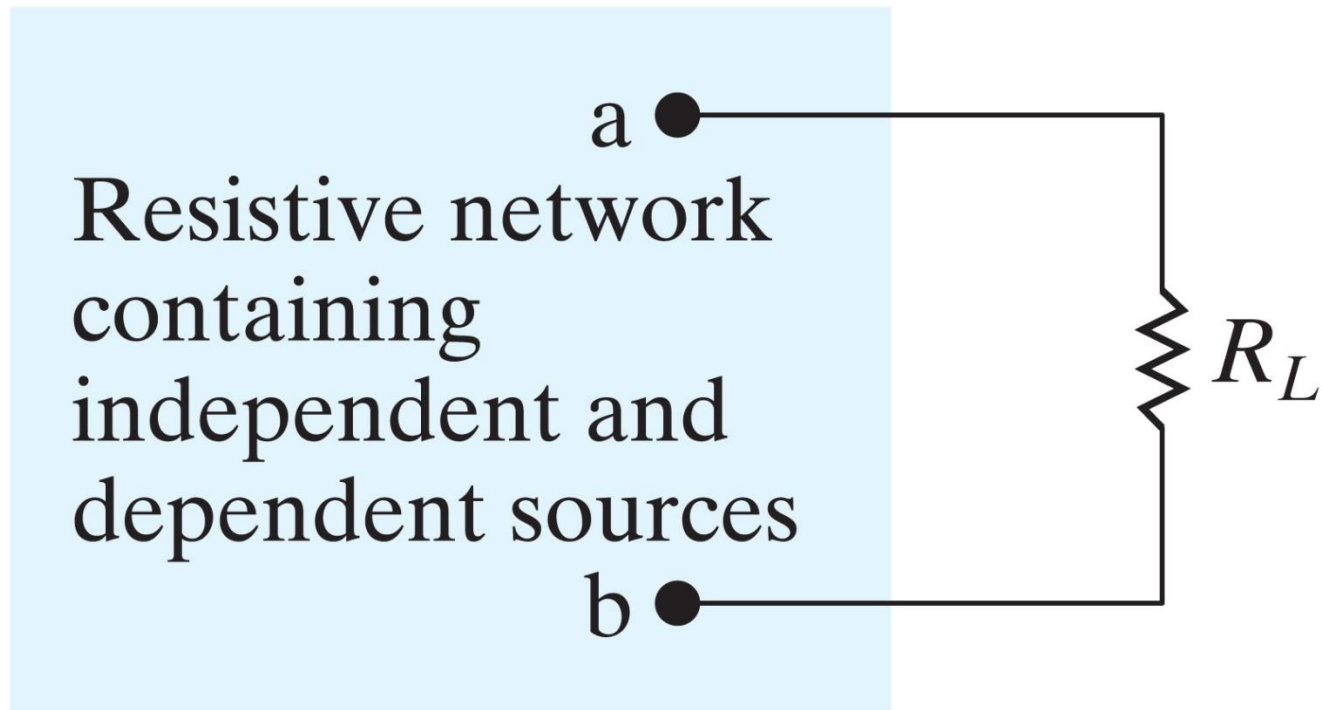 a
Resistive network
containing
independent and
dependent sources
b
R_L